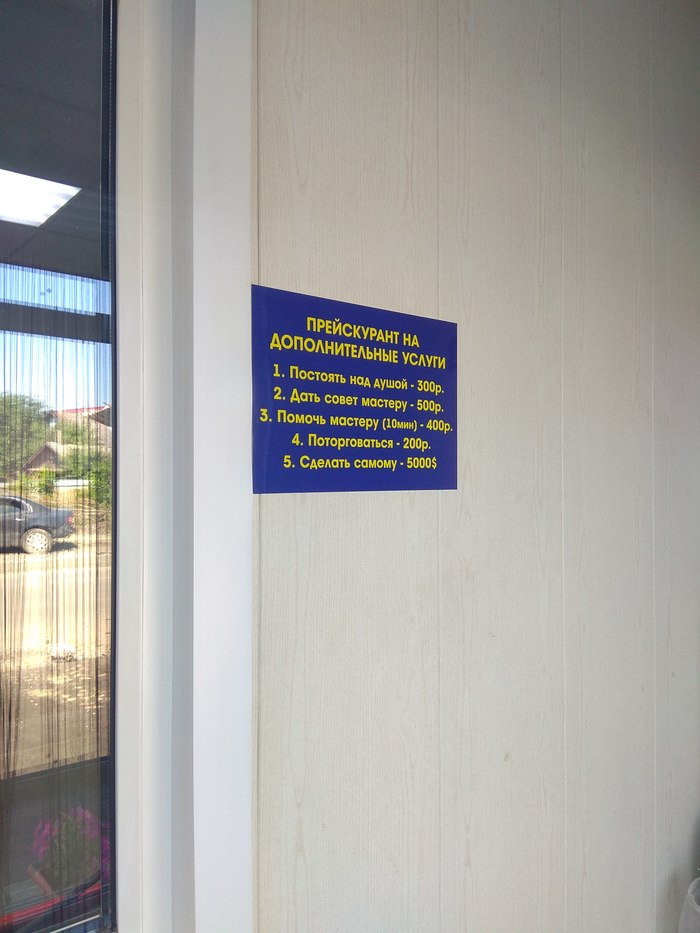 ПРЕЙСКУРАНТ НА
ДОПОЛНИТЕЛЬНЫЕ УСЛУГИ
1. Постоять над душой - 300р.
2. Дать совет мастеру - 500р.
3. Помочь мастеру (10мин) - 400р.
4. Поторговаться - 200р.
5. Сделать самому - 5000$